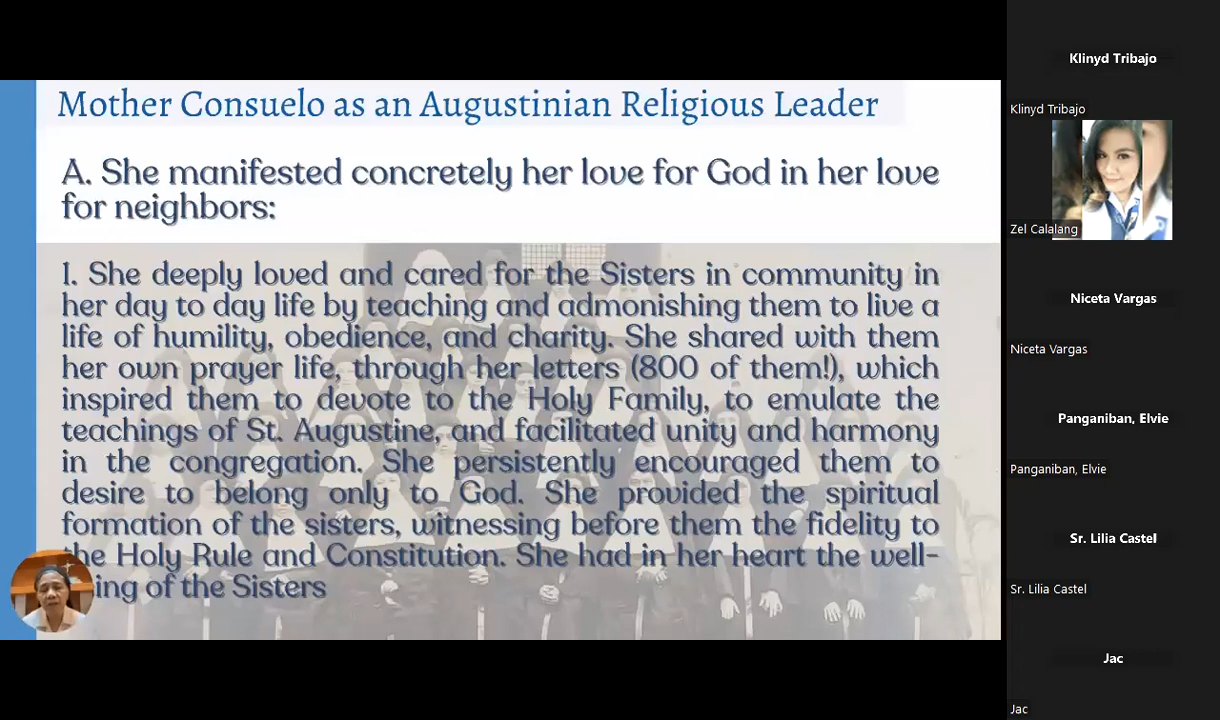 Mother Consuelo as an Augustinian Religious Leader
A. She manifested concretely her love for God in her love
for neighbors:
1. She deeply loved and cared for the Sisters in community in
her day to day life by teaching and admonishing them to live a
life of humility, obedience, and charity. She shared with them
her own prayer life, through her letters (800 of them!), which
inspired them to devote to the Holy Family, to emulate the
teachings of St. Augustine, and facilitated unity and harmony
in the congregation. She persistently encouraged them to
desire to belong only to God. She provided the spiritual
formation of the sisters, witnessing before them the fidelity to
he Holy Rule and Constitution. She had in her heart the well-
ing of the Sisters
Klinyd Tribajo
Klinyd Tribajo
Zel Calalang
Niceta Vargas
Niceta Vargas
Panganiban, Elvie
Panganiban, Elvie
Sr. Lilia Castel
Sr. Lilia Castel
Jac
Jac